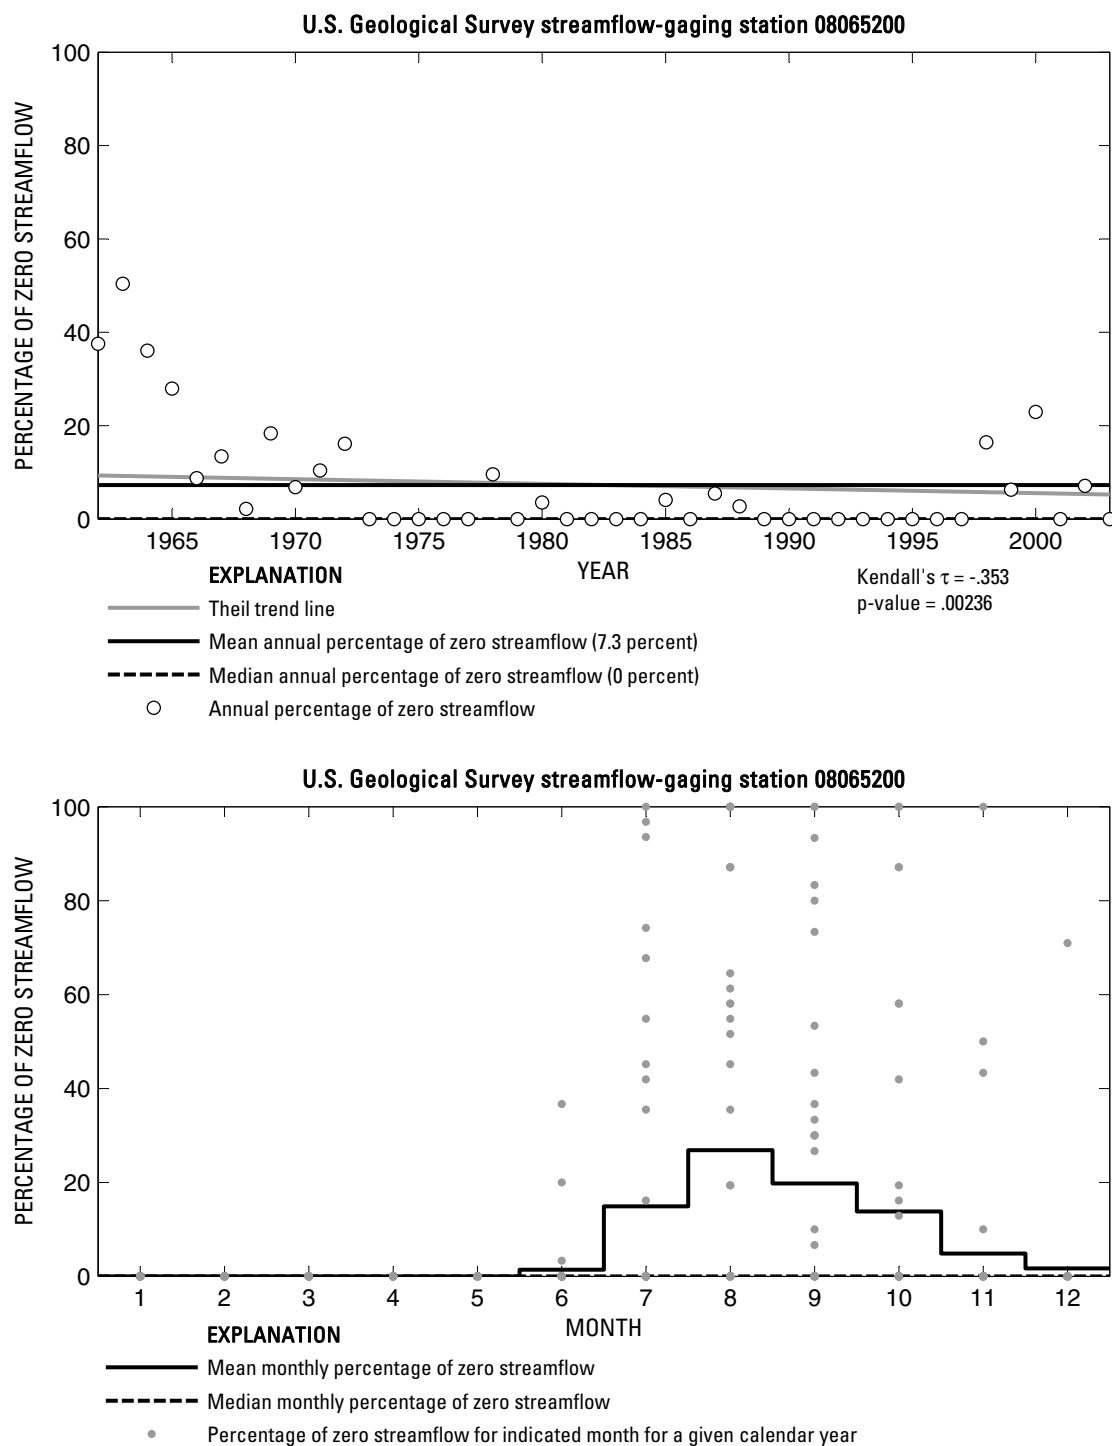 U.S. Geological Survey streamflow-gaging station 08065200
PERCENTAGE OF ZERO STREAMFLOW
100
80
60
40
20
0
1965 1970 1975 1980 1985 1990 1995 2000
YEAR
Kendall's τ = -.353
p-value = .00236
EXPLANATION
Theil trend line
Mean annual percentage of zero streamflow (7.3 percent)
Median annual percentage of zero streamflow (0 percent)
Annual percentage of zero streamflow
U.S. Geological Survey streamflow-gaging station 08065200
PERCENTAGE OF ZERO STREAMFLOW
100
80
60
40
20
0
1 2 3 4 5 6 7 8 9 10 11 12
MONTH
EXPLANATION
Mean monthly percentage of zero streamflow
Median monthly percentage of zero streamflow
Percentage of zero streamflow for indicated month for a given calendar year